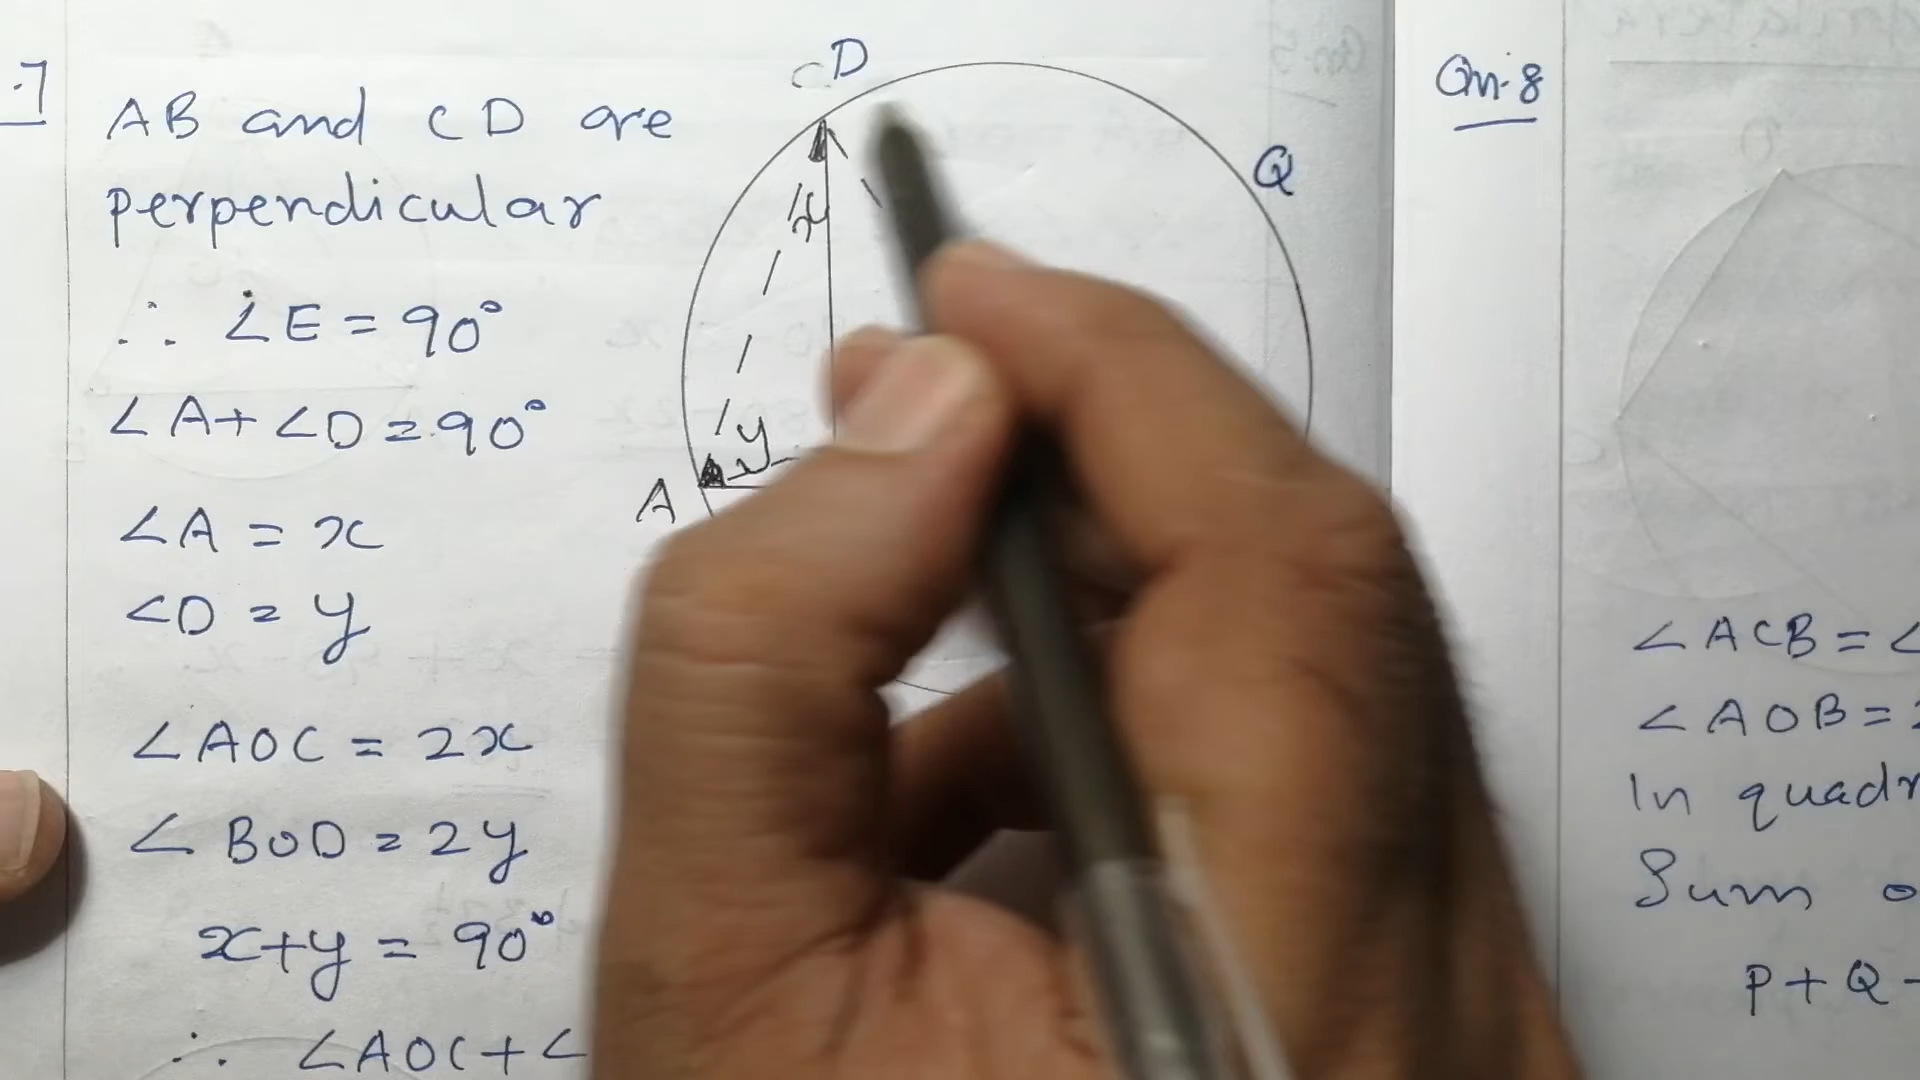 .7
AB and CD are
perpendicular
∴ ∠E = 90°
∠A + ∠D = 90°
∠A = x
∠D = y
∠AOC = 2x
∠BOD = 2y
x+y = 90°
∴ ∠AOC + ∠
C D
Q
y
A
Qn. 8
∠ACB = ∠
∠AOB =
In quadr
Sum o
P + Q -